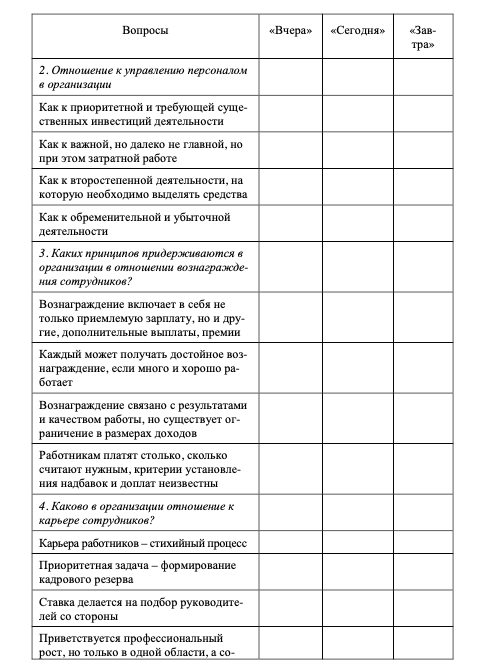 Вопросы «Вчера» «Сегодня» «Зав-
тра»
2. Отношение к управлению персоналом
в организации
Как к приоритетной и требующей суще-
ственных инвестиций деятельности
Как к важной, но далеко не главной, но
при этом затратной работе
Как к второстепенной деятельности, на
которую необходимо выделять средства
Как к обременительной и убыточной
деятельности
3. Каких принципов придерживаются в
организации в отношении вознагражде-
ния сотрудников?
Вознаграждение включает в себя не
только приемлемую зарплату, но и дру-
гие, дополнительные выплаты, премии
Каждый может получать достойное воз-
награждение, если много и хорошо ра-
ботает
Вознаграждение связано с результатами
и качеством работы, но существует ог-
раничение в размерах доходов
Работникам платят столько, сколько
считают нужным, критерии установле-
ния надбавок и доплат неизвестны
4. Каково в организации отношение к
карьере сотрудников?
Карьера работников – стихийный процесс
Приоритетная задача – формирование
кадрового резерва
Ставка делается на подбор руководите-
лей со стороны
Приветствуется профессиональный
рост, но только в одной области, а со-